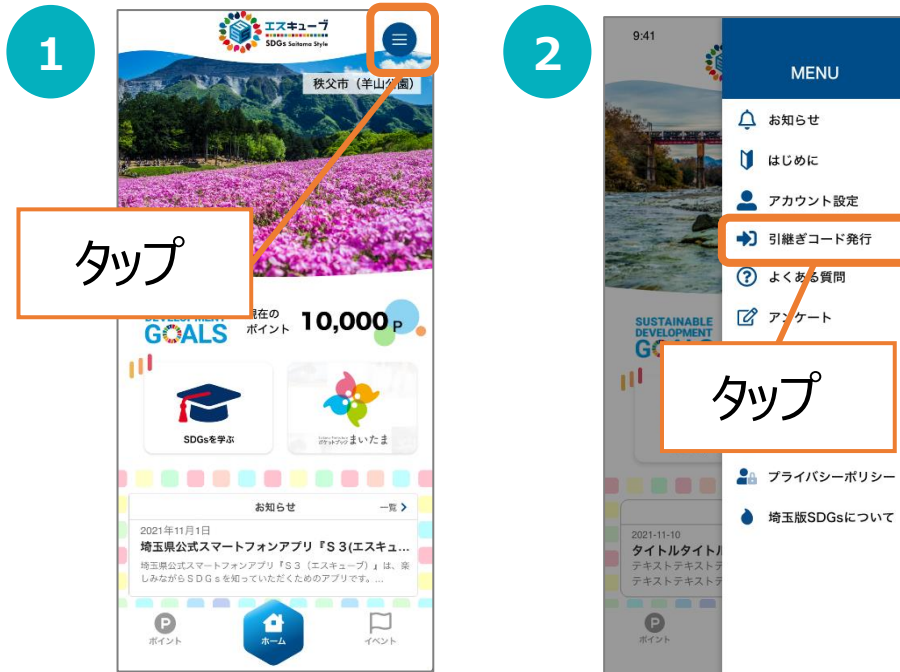 1
エスキューブ
SDGs Saitama Style
秩父市（羊山公園）
タップ
DEVELOPMENT
GOALS
現在の
ポイント
10,000 P
SDGsを学ぶ
まいたま
お知らせ
一覧
2021年11月1日
埼玉県公式スマートフォンアプリ『Ｓ３(エスキュ...
埼玉県公式スマートフォンアプリ『Ｓ３（エスキューブ）』は、楽
しみながらＳＤＧｓを知っていただくためのアプリです。...
P
ポイント
ホーム
イベント
2
9:41
MENU
お知らせ
はじめに
アカウント設定
引継ぎコード発行
よくある質問
アンケート
タップ
プライバシーポリシー
埼玉版SDGsについて
SUSTAINABLE
DEVELOPMENT
2021-11-10
タイトルタイトル
テキストテキストテ
テキストテキストテ
P
ポイント